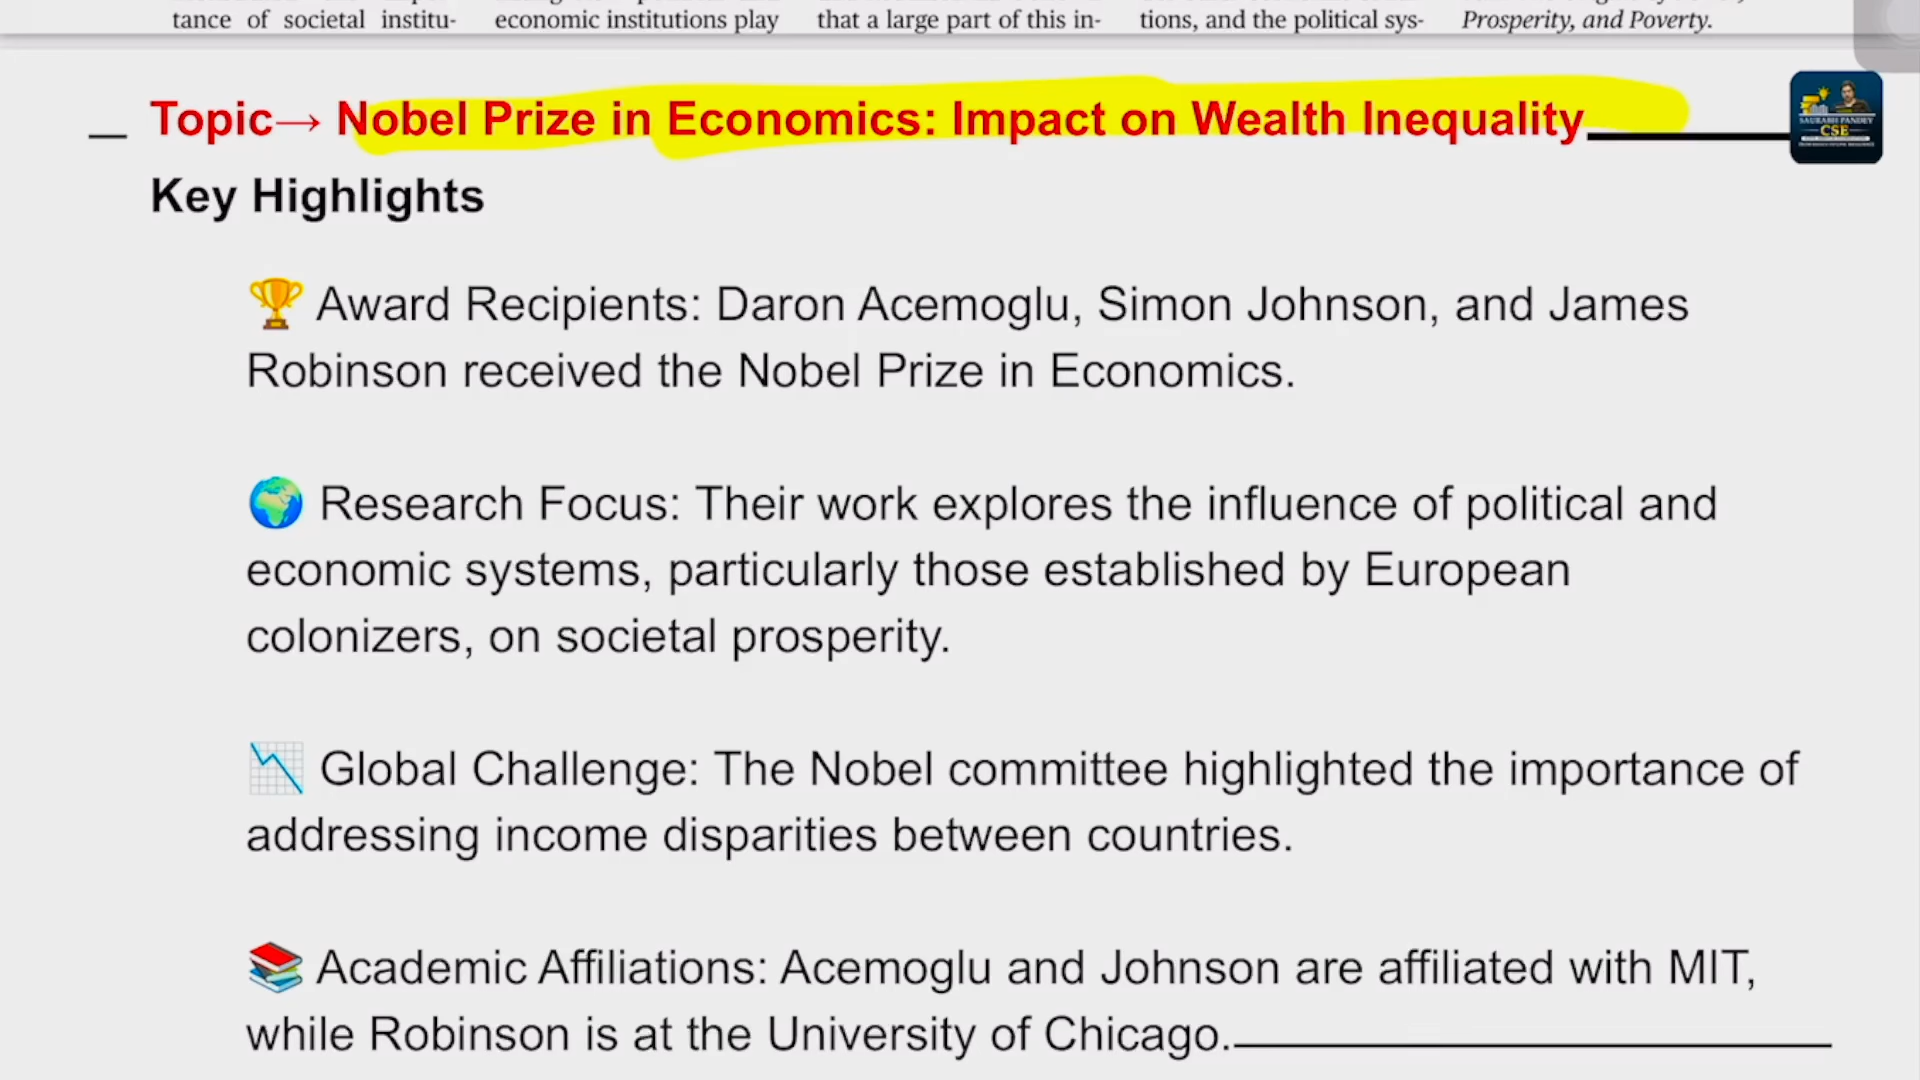 tance of societal institu-
economic institutions play
that a large part of this in-
tions, and the political sys-
Prosperity, and Poverty.
Topic→ Nobel Prize in Economics: Impact on Wealth Inequality
SAURABH PANDEY
CSE
Key Highlights
🏆 Award Recipients: Daron Acemoglu, Simon Johnson, and James
Robinson received the Nobel Prize in Economics.
🌍 Research Focus: Their work explores the influence of political and
economic systems, particularly those established by European
colonizers, on societal prosperity.
📉 Global Challenge: The Nobel committee highlighted the importance of
addressing income disparities between countries.
📚 Academic Affiliations: Acemoglu and Johnson are affiliated with MIT,
while Robinson is at the University of Chicago.